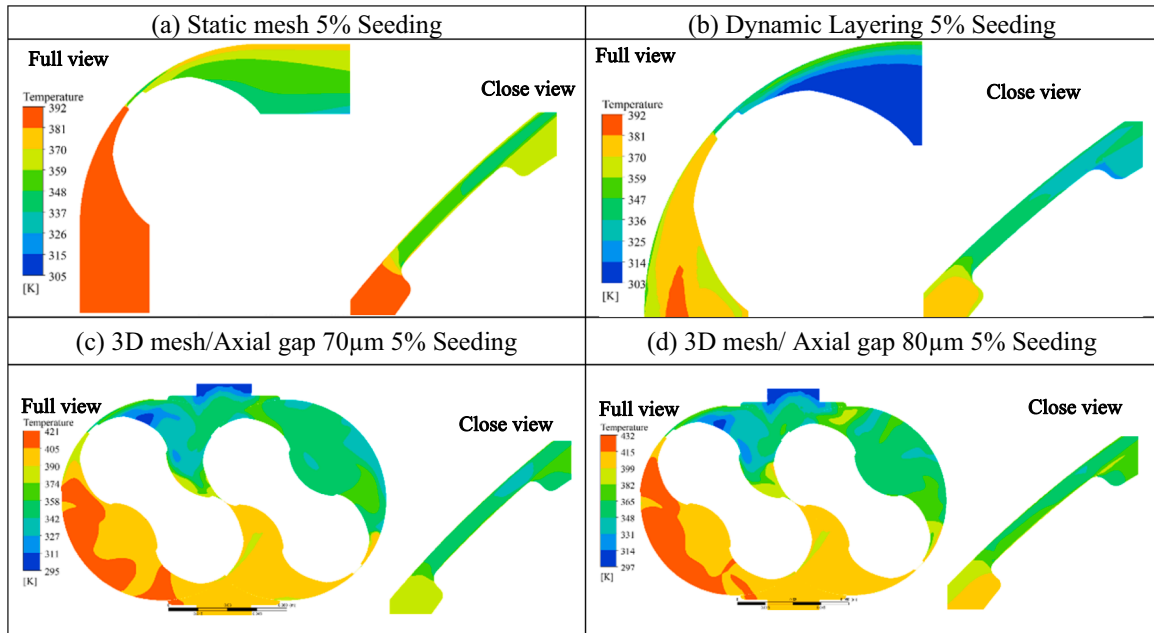 (a) Static mesh 5% Seeding
Full view
Temperature
392
381
370
359
348
337
326
315
305
[K]
Close view
(b) Dynamic Layering 5% Seeding
Full view
Temperature
392
381
370
359
348
337
326
314
303
[K]
Close view
(c) 3D mesh/Axial gap 70µm 5% Seeding
Full view
Temperature
421
405
390
374
358
342
327
311
295
[K]
Close view
(d) 3D mesh/ Axial gap 80µm 5% Seeding
Full view
Temperature
432
415
399
382
365
348
331
314
297
[K]
Close view